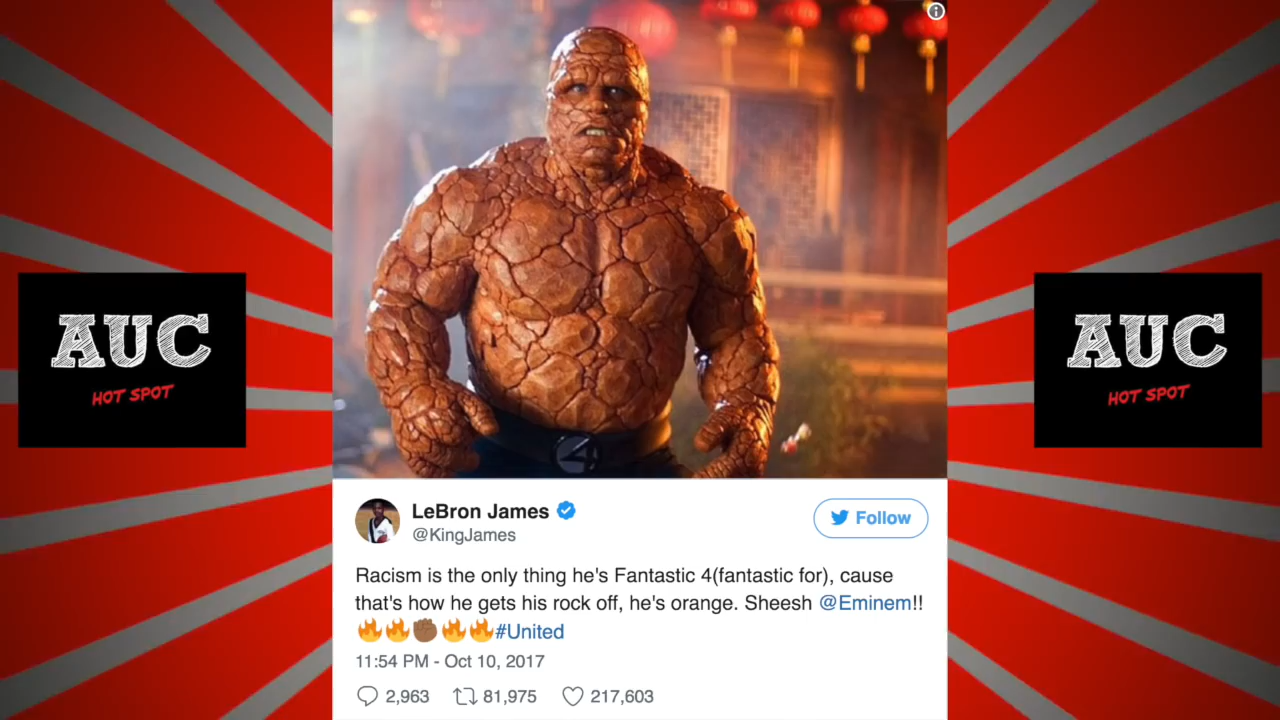 AUC
HOT SPOT
AUC
HOT SPOT
4
LeBron James
@KingJames
Follow
Racism is the only thing he's Fantastic 4(fantastic for), cause
that's how he gets his rock off, he's orange. Sheesh @Eminem!!
🔥🔥✊🏾🔥🔥#United
11:54 PM - Oct 10, 2017
2,963 81,975 217,603